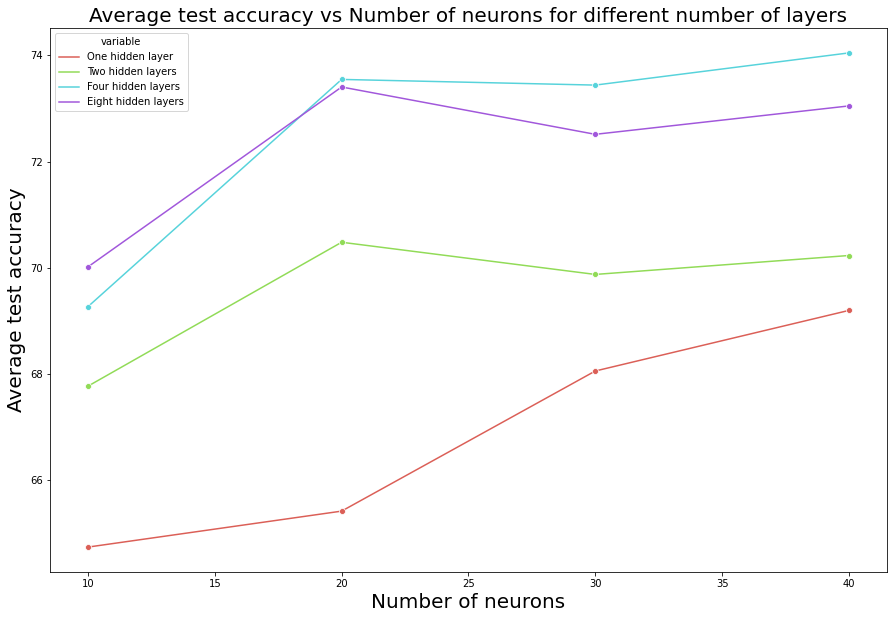 Average test accuracy vs Number of neurons for different number of layers
variable
One hidden layer
Two hidden layers
Four hidden layers
Eight hidden layers
Average test accuracy
74
72
70
68
66
10 15 20 25 30 35 40
Number of neurons